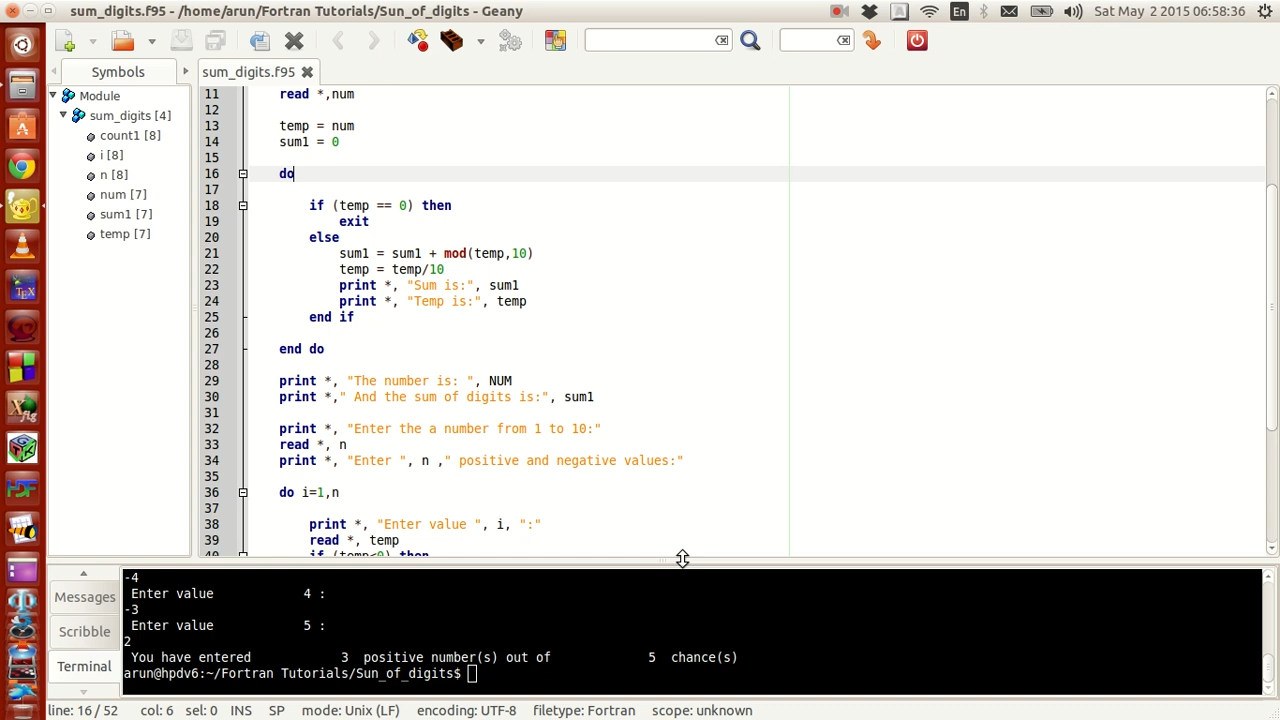 sum_digits.f95 - /home/arun/Fortran Tutorials/Sun_of_digits - Geany
En
Sat May 2 2015 06:58:36
Symbols
sum_digits.f95
Module
sum_digits [4]
count1 [8]
i [8]
n [8]
num [7]
sum1 [7]
temp [7]
11 read *,num
12
13 temp = num
14 sum1 = 0
15
16 do
17
18 if (temp == 0) then
19 exit
20 else
21 sum1 = sum1 + mod(temp,10)
22 temp = temp/10
23 print *, "Sum is:", sum1
24 print *, "Temp is:", temp
25 end if
26
27 end do
28
29 print *, "The number is: ", NUM
30 print *," And the sum of digits is:", sum1
31
32 print *, "Enter the a number from 1 to 10:"
33 read *, n
34 print *, "Enter ", n ," positive and negative values:"
35
36 do i=1,n
37
38 print *, "Enter value ", i, ":"
39 read *, temp
40 if (temp<0) then
Messages
Scribble
Terminal
-4
Enter value 4 :
-3
Enter value 5 :
2
You have entered 3 positive number(s) out of 5 chance(s)
arun@hpdv6:~/Fortran Tutorials/Sun_of_digits$
line: 16 / 52 col: 6 sel: 0 INS SP mode: Unix (LF) encoding: UTF-8 filetype: Fortran scope: unknown